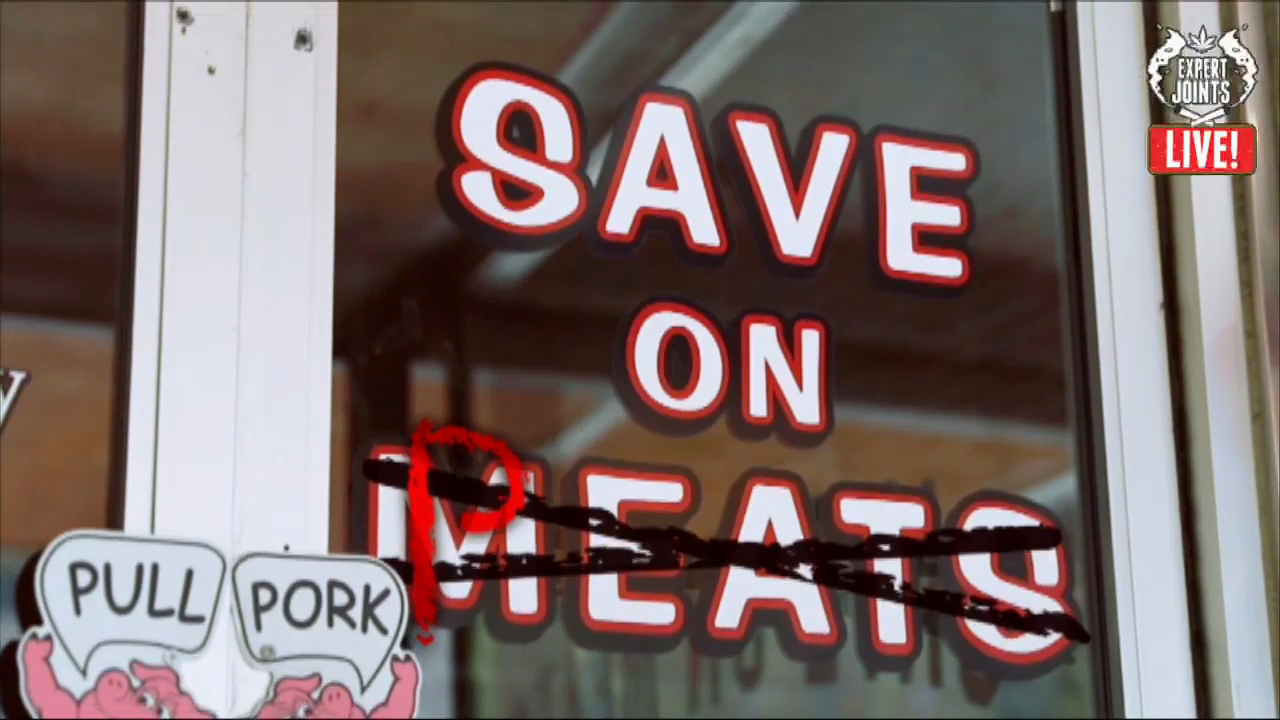 SAVE
ON
MEATS
P
PULL
PORK
EXPERT
JOINTS
LIVE!